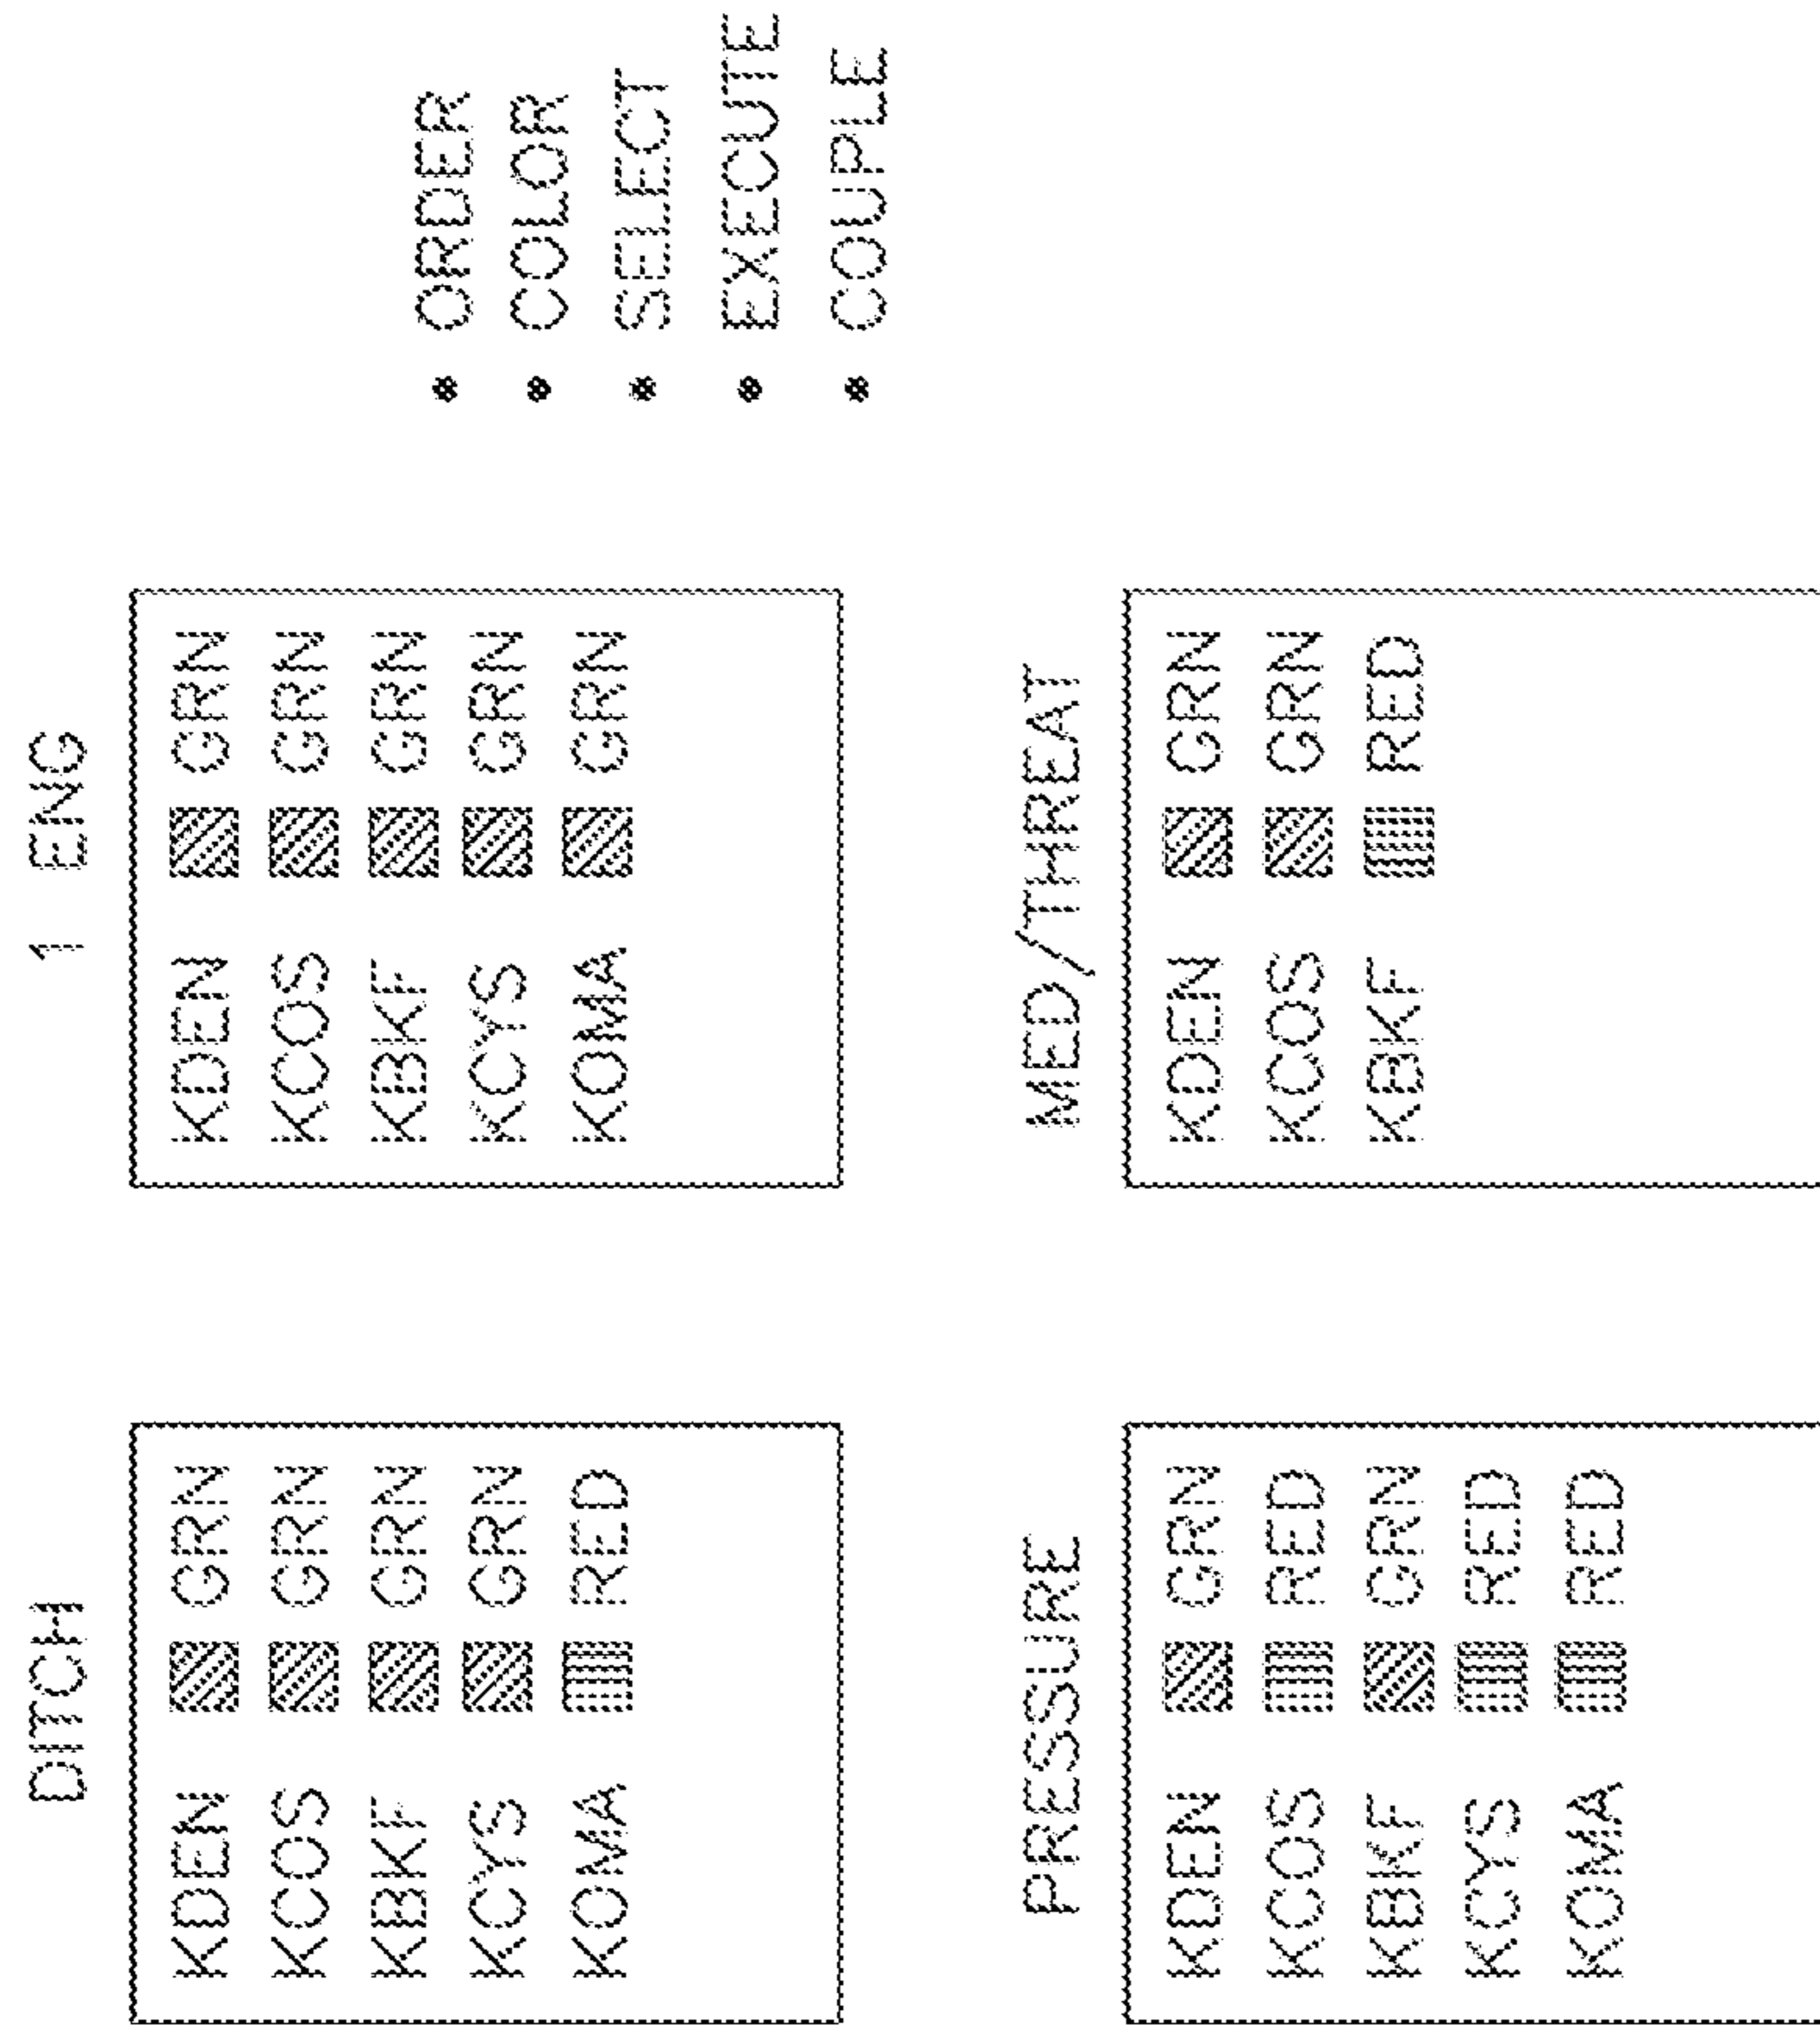 DITCH
KDEN GRN
KCOS GRN
KBKF GRN
KCYS GRN
KOMA RED
1 ENG
KDEN GRN
KCOS GRN
KBKF GRN
KCYS GRN
KOMA GRN
• ORDER
• COLOR
• SELECT
• EXECUTE
• COUPLE
PRESSURE
KDEN GRN
KCOS RED
KBKF GRN
KCYS RED
KOMA RED
MED/THREAT
KDEN GRN
KCOS GRN
KBKF RED